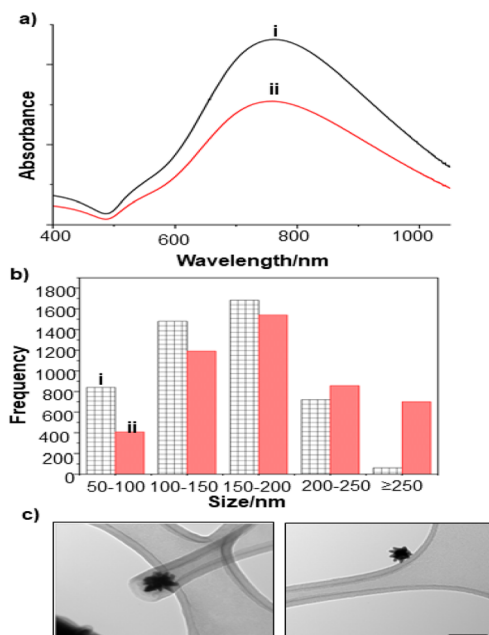 a)
i
ii
Absorbance
400 600 800 1000
Wavelength/nm
b)
Frequency
1800
1600
1400
1200
1000
800
600
400
200
0
i
ii
50-100 100-150 150-200 200-250 ≥250
Size/nm
c)